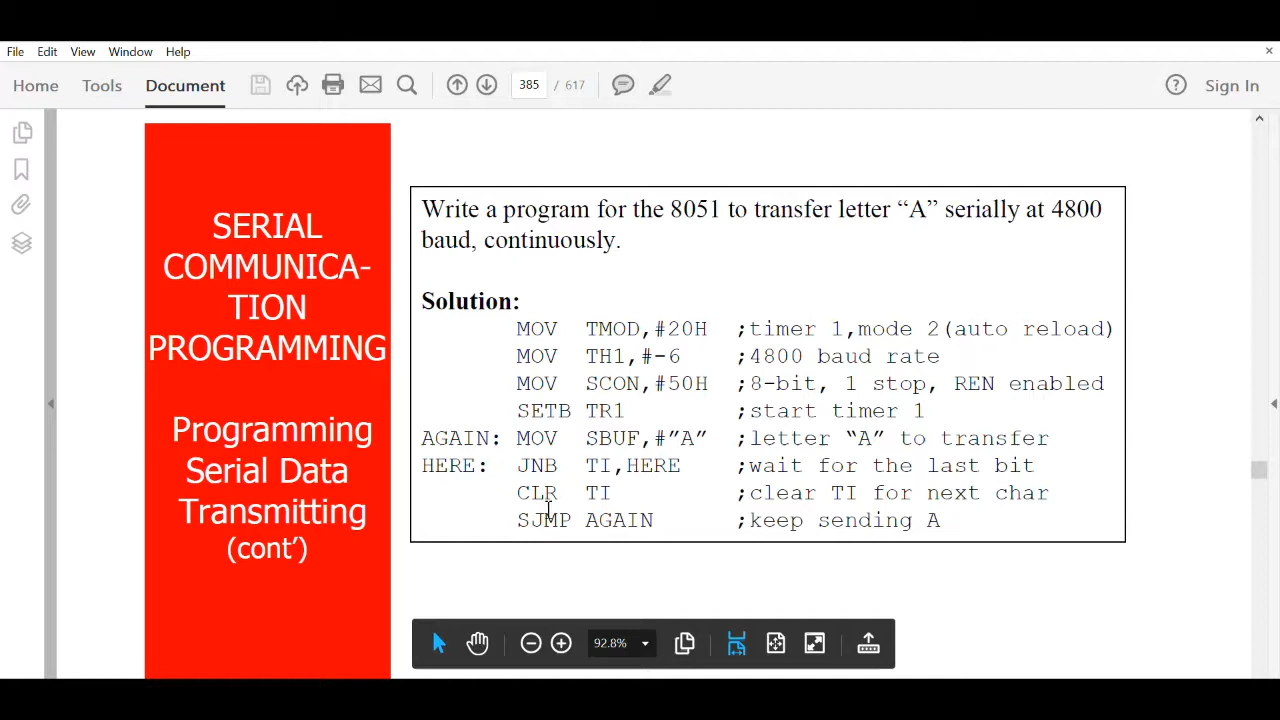 File Edit View Window Help
Home Tools Document 385 / 617 Sign In
SERIAL
COMMUNICA-
TION
PROGRAMMING
Programming
Serial Data
Transmitting
(cont’)
Write a program for the 8051 to transfer letter “A” serially at 4800
baud, continuously.
Solution:
MOV TMOD,#20H ;timer 1,mode 2(auto reload)
MOV TH1,#-6 ;4800 baud rate
MOV SCON,#50H ;8-bit, 1 stop, REN enabled
SETB TR1 ;start timer 1
AGAIN: MOV SBUF,#”A” ;letter “A” to transfer
HERE: JNB TI,HERE ;wait for the last bit
CLR TI ;clear TI for next char
SJMP AGAIN ;keep sending A
92.8%